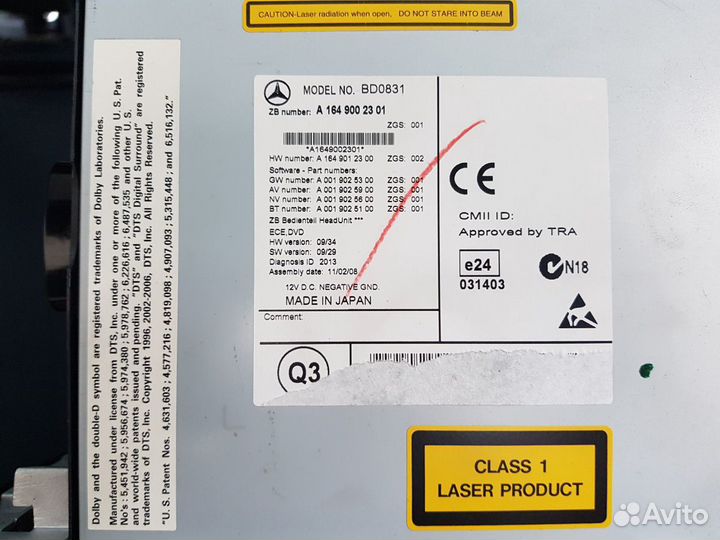 CAUTION-Laser radiation when open, DO NOT STARE INTO BEAM
Dolby and the double-D symbol are registered trademarks of Dolby Laboratories.
Manufactured under license from DTS, Inc. under one or more of the following U.S. Pat.
No's: 5,451,942; 5,956,674; 5,974,380; 5,978,762; 6,226,616; 6,487,535 and other U.S.
and world-wide patents issued and pending. "DTS" and "DTS Digital Surround" are registered
trademarks of DTS, Inc. Copyright 1996, 2002-2006, DTS, Inc. All Rights Reserved.
"U.S. Patent Nos. 4,631,603; 4,577,216; 4,819,098; 4,907,093; 5,315,448; and 6,516,132."
MODEL NO. BD0831
ZB number: A 164 900 23 01
ZGS: 001
*A1649002301*
HW number: A 164 901 23 00 ZGS: 002
Software - Part numbers:
GW number: A 001 902 53 00 ZGS: 001
AV number: A 001 902 59 00 ZGS: 001
NV number: A 001 902 56 00 ZGS: 001
BT number: A 001 902 51 00 ZGS: 001
ZB Bedienteil HeadUnit ***
ECE,DVD
HW version: 09/34
SW version: 09/29
Diagnosis ID: 2013
Assembly date: 11/02/08
12V D.C. NEGATIVE GND.
MADE IN JAPAN
Comment:
Q3
CE
CMII ID:
Approved by TRA
e24
031403
N18
CLASS 1
LASER PRODUCT
Avito